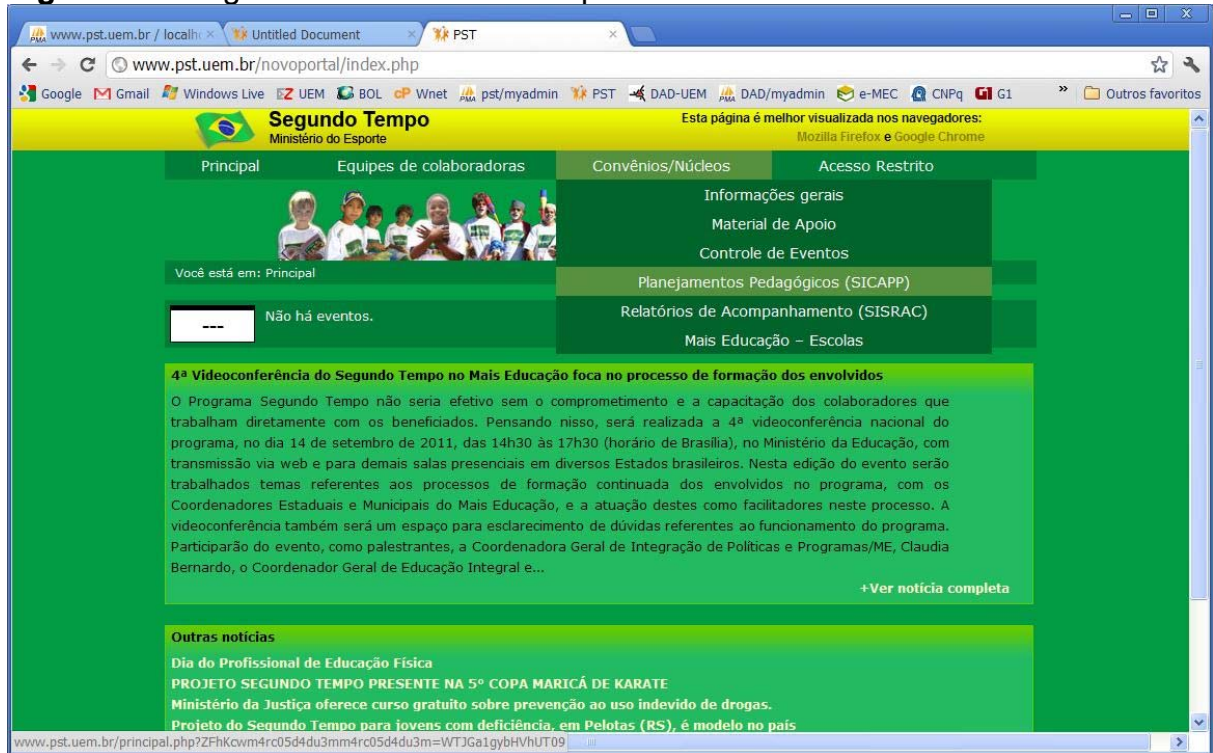 www.pst.uem.br / localh
Untitled Document
PST
www.pst.uem.br/novoportal/index.php
Google Gmail Windows Live UEM BOL Wnet pst/myadmin PST DAD-UEM DAD/myadmin e-MEC CNPq G1 » Outros favoritos
Segundo Tempo
Ministério do Esporte
Esta página é melhor visualizada nos navegadores:
Mozilla Firefox e Google Chrome
Principal Equipes de colaboradoras Convênios/Núcleos Acesso Restrito
Informações gerais
Material de Apoio
Controle de Eventos
Planejamentos Pedagógicos (SICAPP)
Relatórios de Acompanhamento (SISRAC)
Mais Educação – Escolas
Você está em: Principal
---
Não há eventos.
4ª Videoconferência do Segundo Tempo no Mais Educação foca no processo de formação dos envolvidos
O Programa Segundo Tempo não seria efetivo sem o comprometimento e a capacitação dos colaboradores que
trabalham diretamente com os beneficiados. Pensando nisso, será realizada a 4ª videoconferência nacional do
programa, no dia 14 de setembro de 2011, das 14h30 às 17h30 (horário de Brasília), no Ministério da Educação, com
transmissão via web e para demais salas presenciais em diversos Estados brasileiros. Nesta edição do evento serão
trabalhados temas referentes aos processos de formação continuada dos envolvidos no programa, com os
Coordenadores Estaduais e Municipais do Mais Educação, e a atuação destes como facilitadores neste processo. A
videoconferência também será um espaço para esclarecimento de dúvidas referentes ao funcionamento do programa.
Participarão do evento, como palestrantes, a Coordenadora Geral de Integração de Políticas e Programas/ME, Claudia
Bernardo, o Coordenador Geral de Educação Integral e...
+Ver notícia completa
Outras notícias
Dia do Profissional de Educação Física
PROJETO SEGUNDO TEMPO PRESENTE NA 5° COPA MARICÁ DE KARATE
Ministério da Justiça oferece curso gratuito sobre prevenção ao uso indevido de drogas.
Projeto do Segundo Tempo para jovens com deficiência, em Pelotas (RS), é modelo no país
www.pst.uem.br/principal.php?ZFhKcwm4rc05d4du3mm4rc05d4du3m=WTJGa1gybHVhUT09